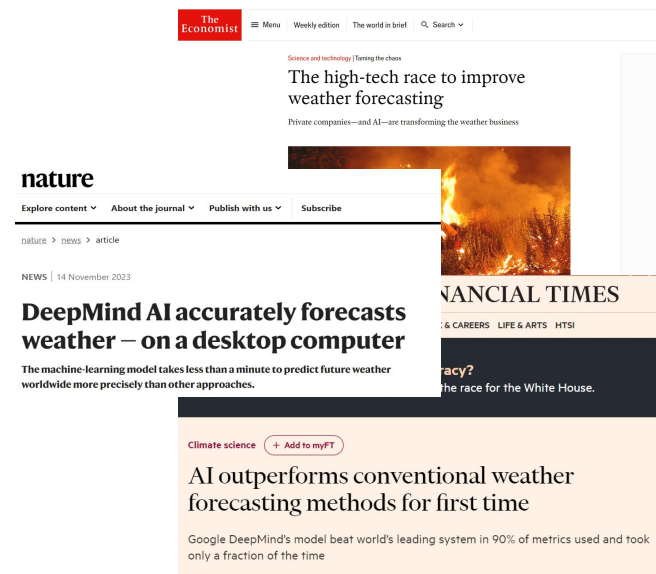 The
Economist
Menu
Weekly edition
The world in brief
Search
Science and technology | Taming the chaos
The high-tech race to improve
weather forecasting
Private companies—and AI—are transforming the weather business
nature
Explore content
About the journal
Publish with us
Subscribe
nature > news > article
NEWS | 14 November 2023
DeepMind AI accurately forecasts
weather — on a desktop computer
The machine-learning model takes less than a minute to predict future weather
worldwide more precisely than other approaches.
NANCIAL TIMES
& CAREERS LIFE & ARTS HTSI
racy?
the race for the White House.
Climate science
+ Add to myFT
AI outperforms conventional weather
forecasting methods for first time
Google DeepMind's model beat world's leading system in 90% of metrics used and took
only a fraction of the time